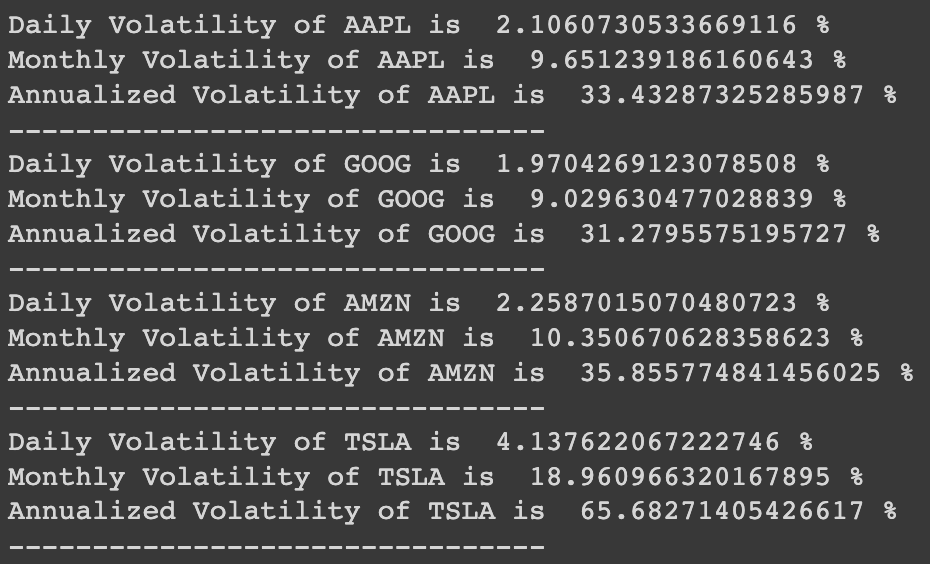 Daily Volatility of AAPL is  2.1060730533669116 %
Monthly Volatility of AAPL is  9.651239186160643 %
Annualized Volatility of AAPL is  33.43287325285987 %
--------------------------------
Daily Volatility of GOOG is  1.9704269123078508 %
Monthly Volatility of GOOG is  9.029630477028839 %
Annualized Volatility of GOOG is  31.2795575195727 %
--------------------------------
Daily Volatility of AMZN is  2.2587015070480723 %
Monthly Volatility of AMZN is  10.350670628358623 %
Annualized Volatility of AMZN is  35.855774841456025 %
--------------------------------
Daily Volatility of TSLA is  4.137622067222746 %
Monthly Volatility of TSLA is  18.960966320167895 %
Annualized Volatility of TSLA is  65.68271405426617 %
--------------------------------